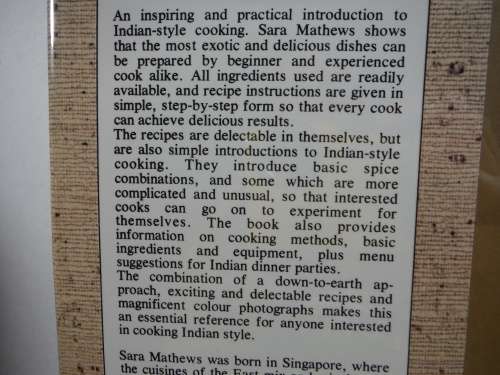 An inspiring and practical introduction to
Indian-style cooking. Sara Mathews shows
that the most exotic and delicious dishes can
be prepared by beginner and experienced
cook alike. All ingredients used are readily
available, and recipe instructions are given in
simple, step-by-step form so that every cook
can achieve delicious results.
The recipes are delectable in themselves, but
are also simple introductions to Indian-style
cooking. They introduce basic spice
combinations, and some which are more
complicated and unusual, so that interested
cooks can go on to experiment for
themselves. The book also provides
information on cooking methods, basic
ingredients and equipment, plus menu
suggestions for Indian dinner parties.
The combination of a down-to-earth ap-
proach, exciting and delectable recipes and
magnificent colour photographs makes this
an essential reference for anyone interested
in cooking Indian style.
Sara Mathews was born in Singapore, where
the cuisines of the East